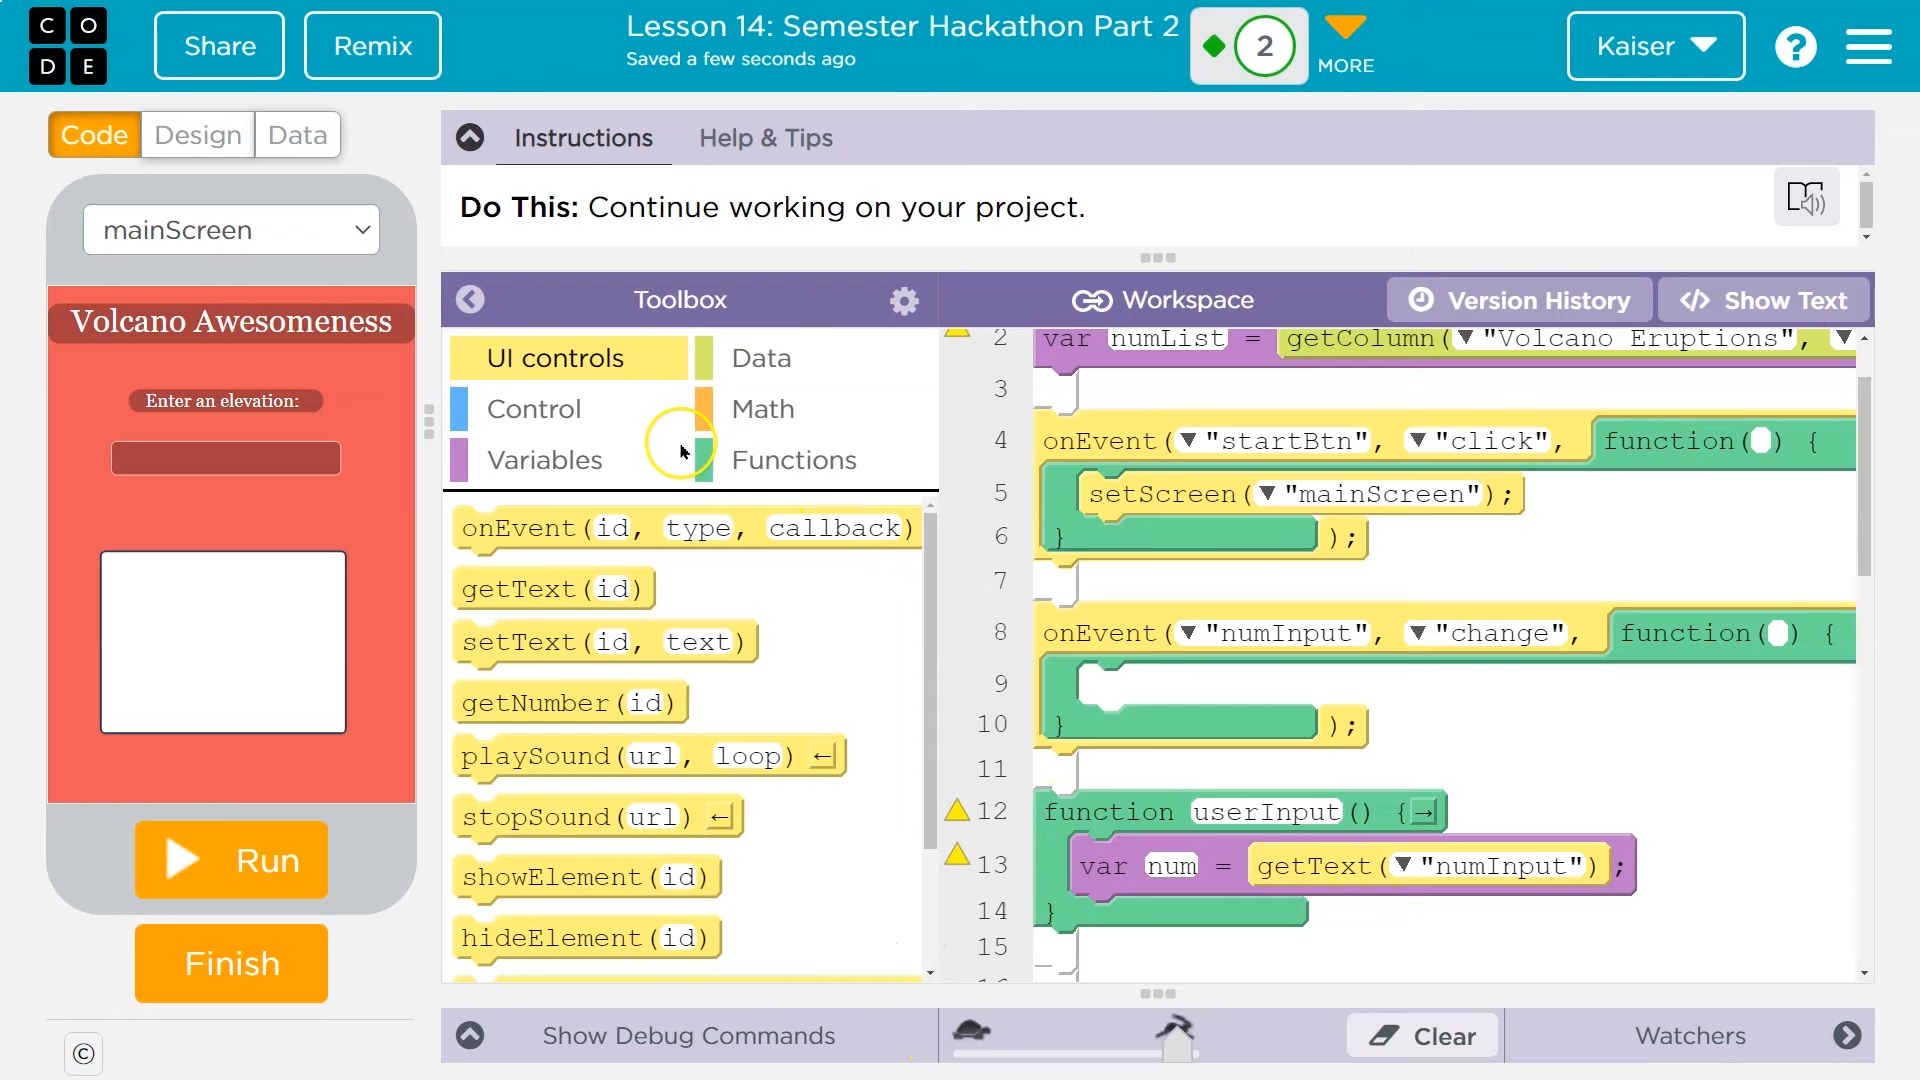 C O
D E
Share
Remix
Lesson 14: Semester Hackathon Part 2
Saved a few seconds ago
2
MORE
Kaiser
?
Code
Design
Data
Instructions
Help & Tips
mainScreen
Do This: Continue working on your project.
Toolbox
Workspace
Version History
Show Text
Volcano Awesomeness
Enter an elevation:
UI controls
Data
Control
Math
Variables
Functions
onEvent(id, type, callback)
getText(id)
setText(id, text)
getNumber(id)
playSound(url, loop) ←
stopSound(url) ←
showElement(id)
hideElement(id)
2 var numList = getColumn(▼"Volcano Eruptions", ▼
3
4 onEvent(▼"startBtn", ▼"click", function( ) {
5 setScreen(▼"mainScreen");
6 } );
7
8 onEvent(▼"numInput", ▼"change", function( ) {
9
10 } );
11
12 function userInput() {→
13 var num = getText(▼"numInput");
14 }
15
Run
Finish
©
Show Debug Commands
Clear
Watchers